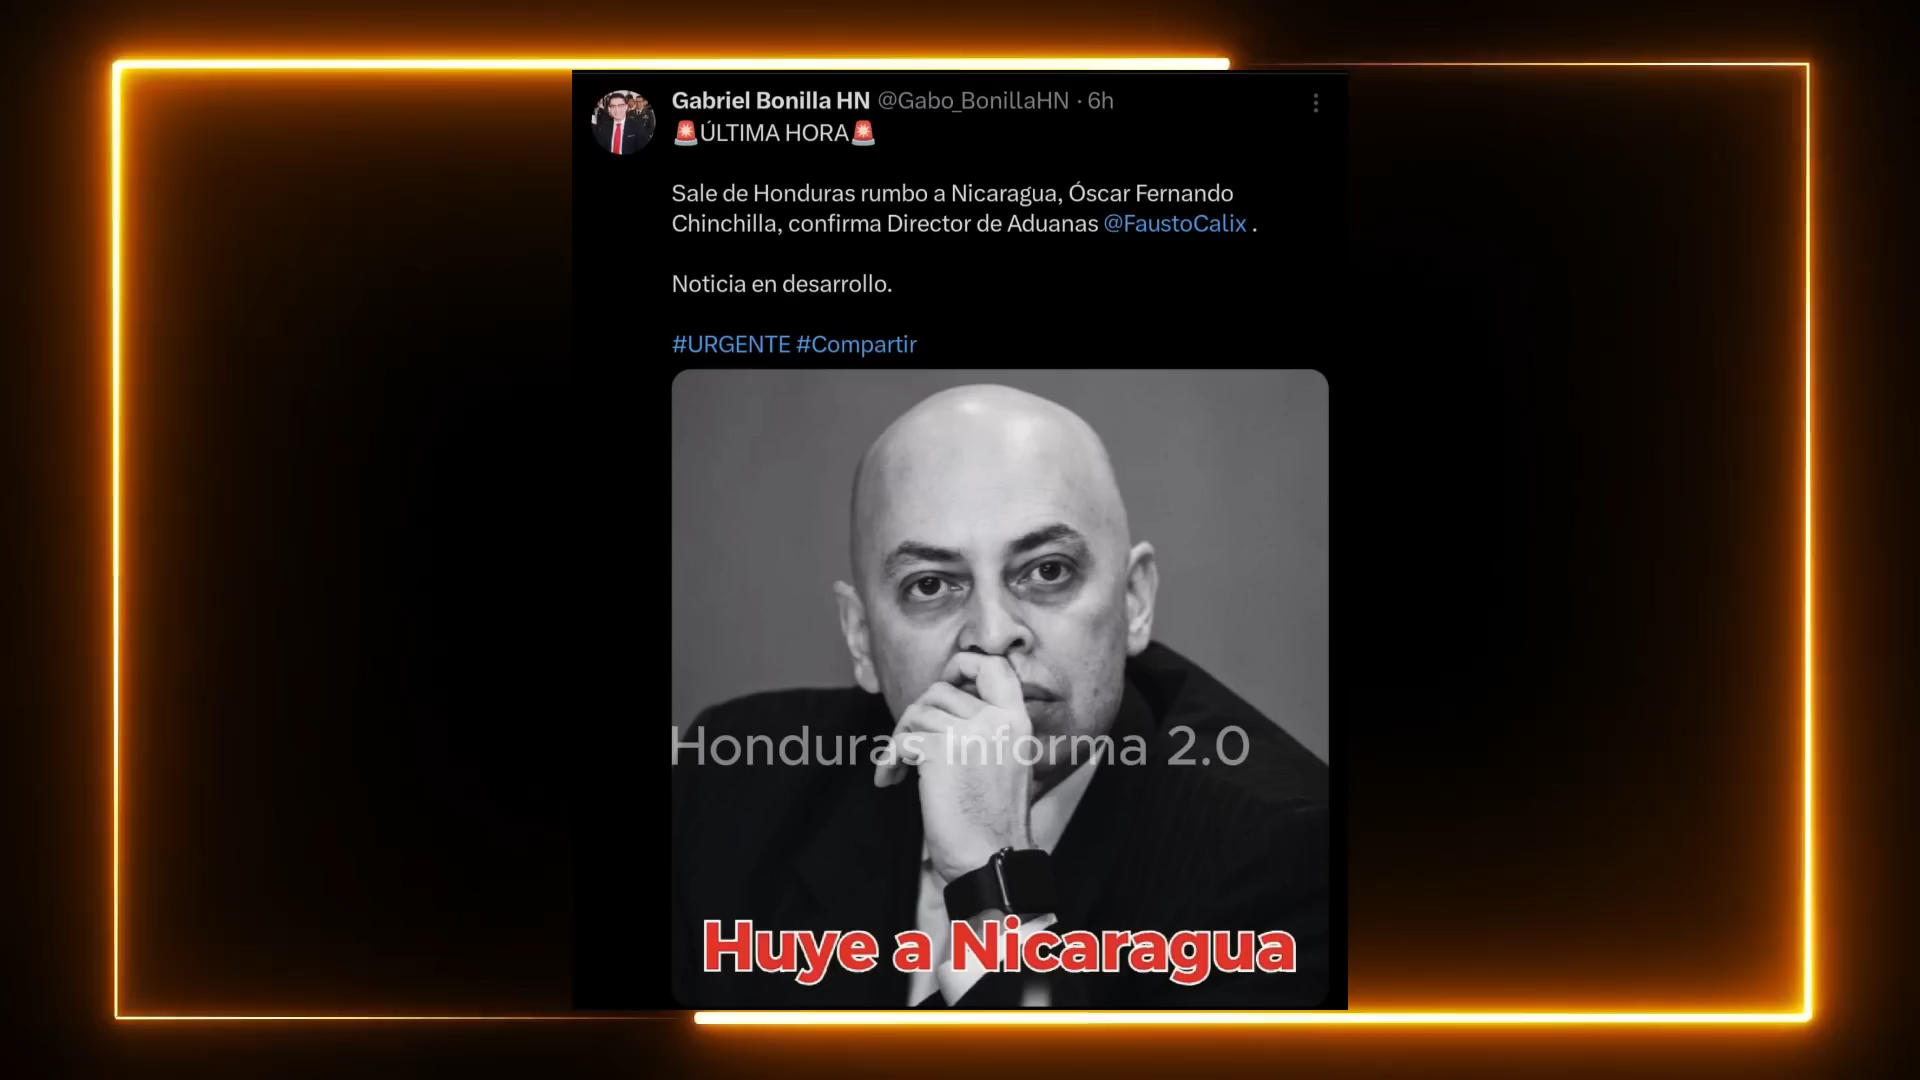 Gabriel Bonilla HN @Gabo_BonillaHN · 6h
🚨ÚLTIMA HORA🚨
Sale de Honduras rumbo a Nicaragua, Óscar Fernando
Chinchilla, confirma Director de Aduanas @FaustoCalix .
Noticia en desarrollo.
#URGENTE #Compartir
Honduras Informa 2.0
Huye a Nicaragua